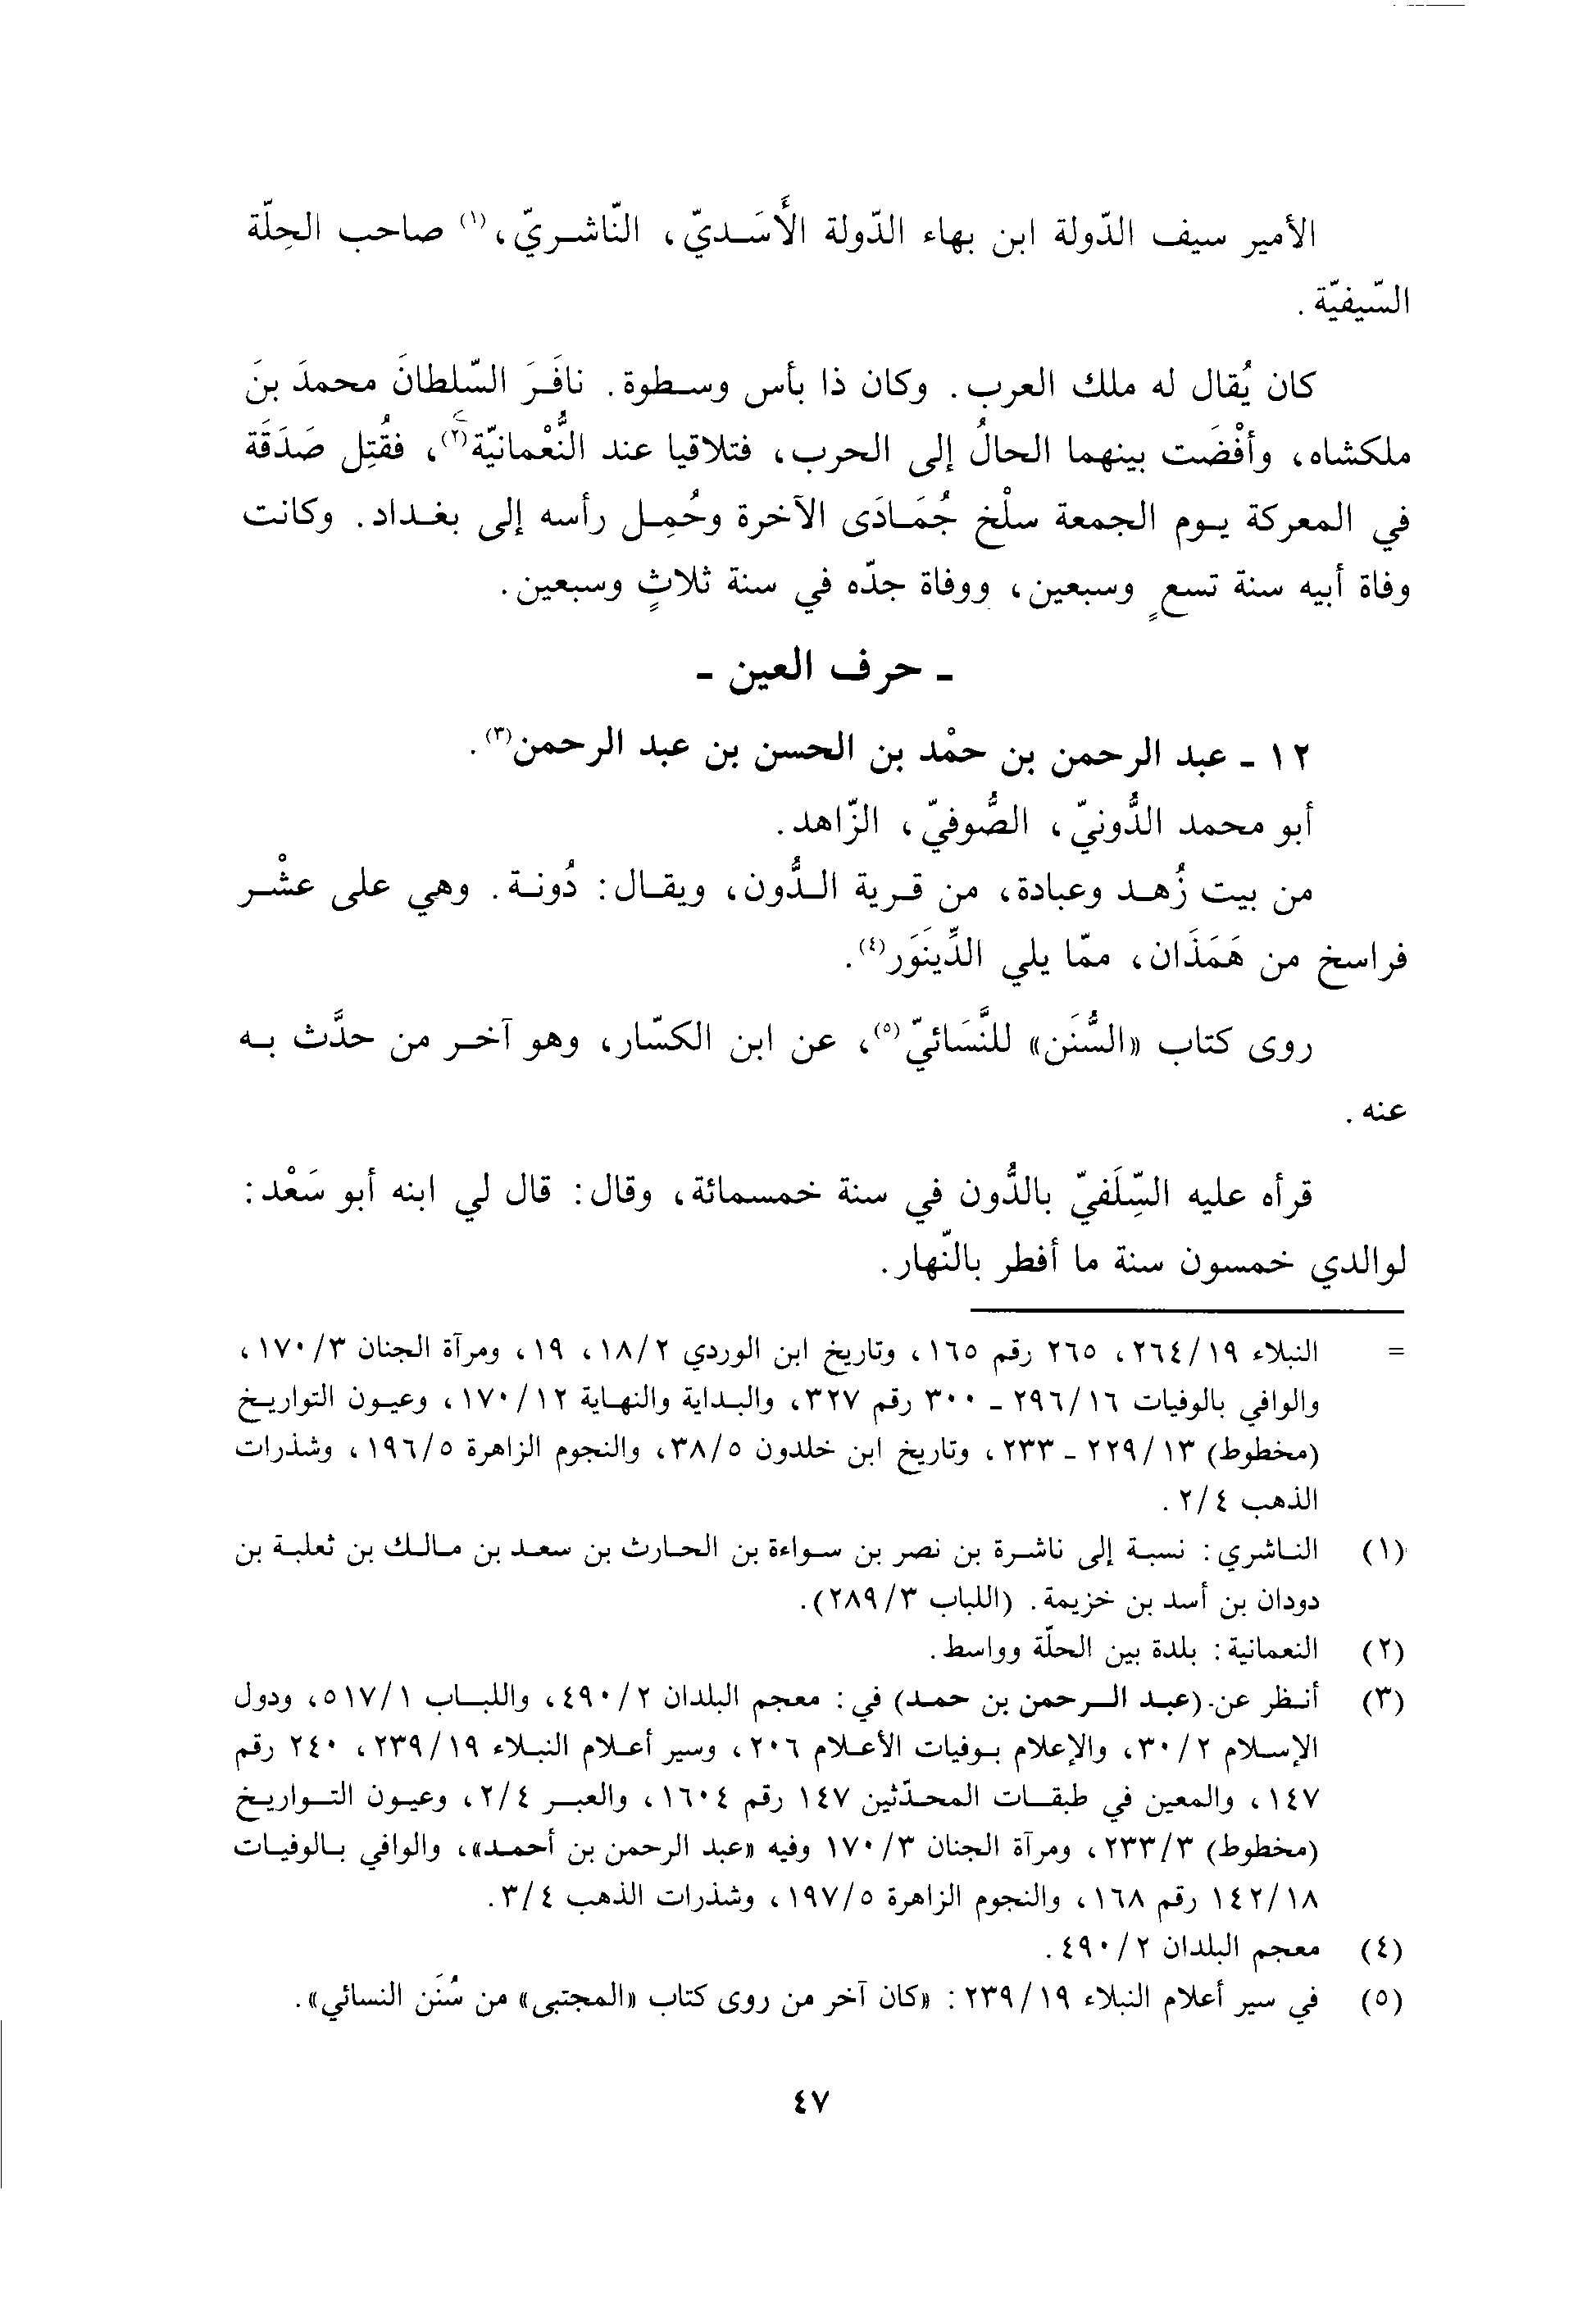 الأمير سيف الدّولة ابن بهاء الدّولة الأَسَديّ، النّاشريّ،(١) صاحب الحِلّة
السّيفيّة.
كان يُقال له ملك العرب. وكان ذا بأس وسطوة. نافَرَ السّلطانَ محمدَ بنَ
ملكشاه، وأفْضَت بينهما الحالُ إلى الحرب، فتلاقيا عند النُّعْمانيّة(٢)، فقُتِل صَدَقَة
في المعركة يوم الجمعة سلْخ جُمَادَى الآخرة وحُمِل رأسه إلى بغداد. وكانت
وفاة أبيه سنة تسعٍ وسبعين، ووفاة جدّه في سنة ثلاثٍ وسبعين.
- حرف العين -
١٢ - عبد الرحمن بن حمْد بن الحسن بن عبد الرحمن(٣).
أبو محمد الدُّونيّ، الصُّوفيّ، الزّاهد.
من بيت زُهد وعبادة، من قرية الدُّون، ويقال: دُونة. وهي على عشْر
فراسخ من هَمَذَان، ممّا يلي الدِّينَوَر(٤).
روى كتاب «السُّنَن» للنَّسَائيّ(٥)، عن ابن الكسّار، وهو آخر من حدَّث به
عنه.
قرأه عليه السِّلَفيّ بالدُّون في سنة خمسمائة، وقال: قال لي ابنه أبو سَعْد:
لوالدي خمسون سنة ما أفطر بالنّهار.
= النبلاء ٢٦٤/١٩، ٢٦٥ رقم ١٦٥، وتاريخ ابن الوردي ١٨/٢، ١٩، ومرآة الجنان ١٧٠/٣،
والوافي بالوفيات ٢٩٦/١٦ - ٣٠٠ رقم ٣٢٧، والبداية والنهاية ١٧٠/١٢، وعيون التواريخ
(مخطوط) ٢٢٩/١٣ - ٢٣٣، وتاريخ ابن خلدون ٣٨/٥، والنجوم الزاهرة ١٩٦/٥، وشذرات
الذهب ٢/٤.
(١) الناشري: نسبة إلى ناشرة بن نصر بن سواءة بن الحارث بن سعد بن مالك بن ثعلبة بن
دودان بن أسد بن خزيمة. (اللباب ٢٨٩/٣).
(٢) النعمانية: بلدة بين الحلّة وواسط.
(٣) أنظر عن (عبد الرحمن بن حمد) في: معجم البلدان ٤٩٠/٢، واللباب ٥١٧/١، ودول
الإسلام ٣٠/٢، والإعلام بوفيات الأعلام ٢٠٦، وسير أعلام النبلاء ٢٣٩/١٩، ٢٤٠ رقم
١٤٧، والمعين في طبقات المحدّثين ١٤٧ رقم ١٦٠٤، والعبر ٢/٤، وعيون التواريخ
(مخطوط) ٢٣٣/٣، ومرآة الجنان ١٧٠/٣ وفيه «عبد الرحمن بن أحمد»، والوافي بالوفيات
١٤٢/١٨ رقم ١٦٨، والنجوم الزاهرة ١٩٧/٥، وشذرات الذهب ٣/٤.
(٤) معجم البلدان ٤٩٠/٢.
(٥) في سير أعلام النبلاء ٢٣٩/١٩: «كان آخر من روى كتاب «المجتبى» من سُنَن النسائي».
٤٧